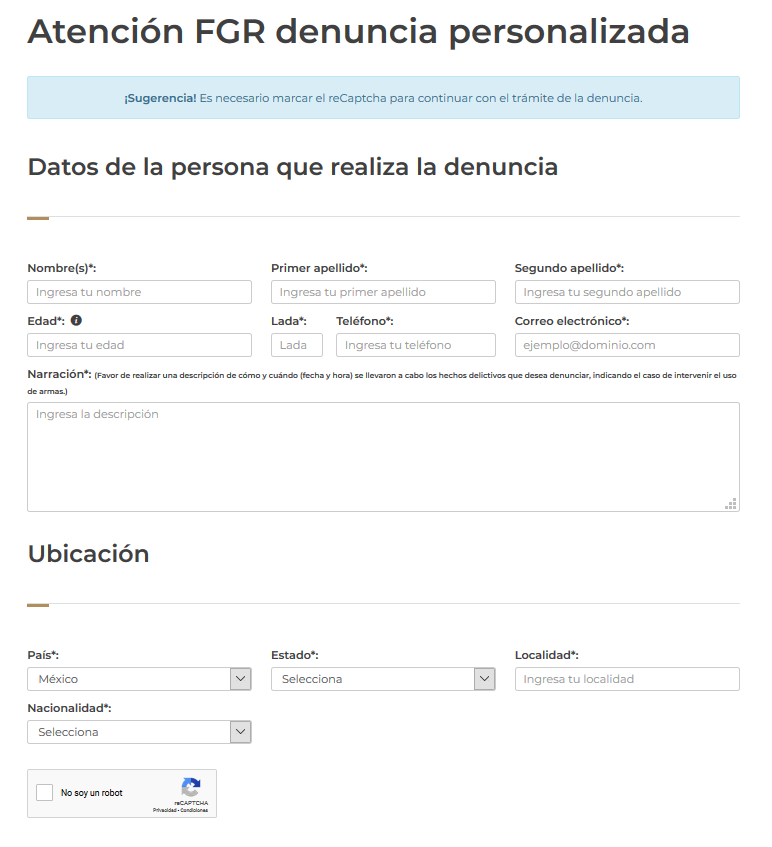 Atención FGR denuncia personalizada
¡Sugerencia! Es necesario marcar el reCaptcha para continuar con el trámite de la denuncia.
Datos de la persona que realiza la denuncia
Nombre(s)*: Primer apellido*: Segundo apellido*:
Ingresa tu nombre Ingresa tu primer apellido Ingresa tu segundo apellido
Edad*: Lada*: Teléfono*: Correo electrónico*:
Ingresa tu edad Lada Ingresa tu teléfono ejemplo@dominio.com
Narración*: (Favor de realizar una descripción de cómo y cuándo (fecha y hora) se llevaron a cabo los hechos delictivos que desea denunciar, indicando el caso de intervenir el uso
de armas.)
Ingresa la descripción
Ubicación
País*: Estado*: Localidad*:
México Selecciona Ingresa tu localidad
Nacionalidad*:
Selecciona
No soy un robot
reCAPTCHA
Privacidad • Condiciones